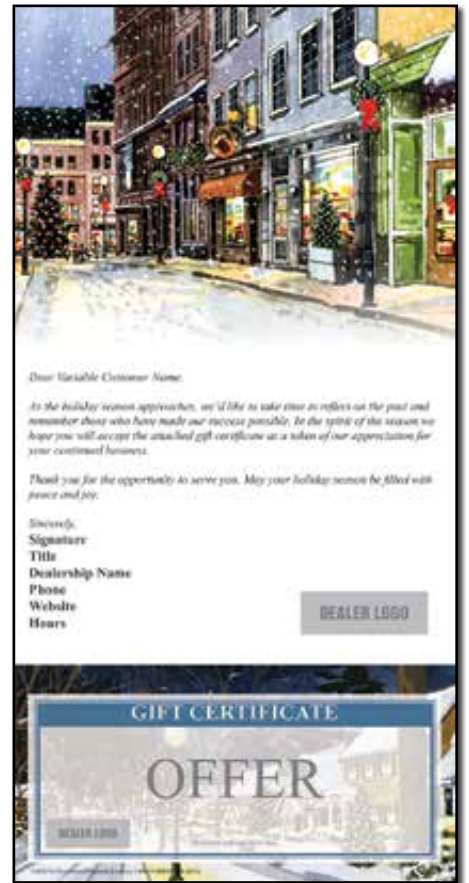 Dear Variable Customer Name,
As the holiday season approaches, we'd like to take time to reflect on the past and
remember those who have made our success possible. In the spirit of the season we
hope you will accept the attached gift certificate as a token of our appreciation for
your continued business.
Thank you for the opportunity to serve you. May your holiday season be filled with
peace and joy.
Sincerely,
Signature
Title
Dealership Name
Phone
Website
Hours
DEALER LOGO
GIFT CERTIFICATE
OFFER
DEALER LOGO